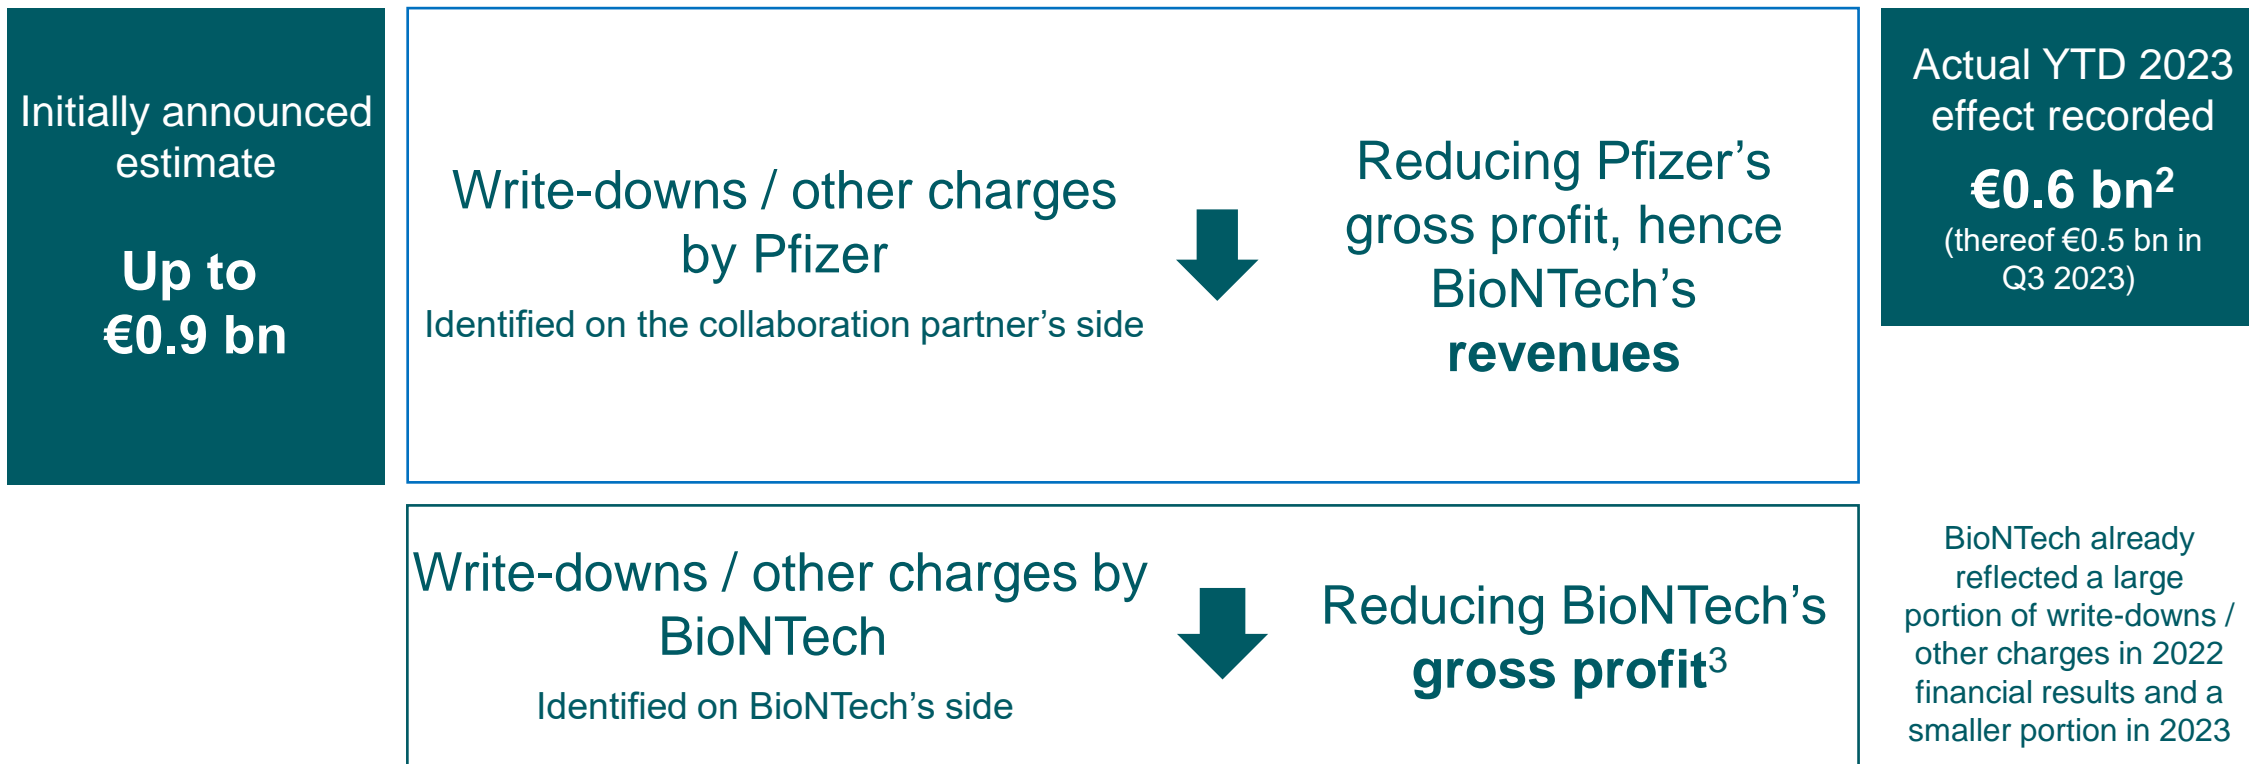 Initially announced
estimate
Up to
€0.9 bn
Write-downs / other charges
by Pfizer
Identified on the collaboration partner’s side
Reducing Pfizer’s
gross profit, hence
BioNTech’s
revenues
Actual YTD 2023
effect recorded
€0.6 bn2
(thereof €0.5 bn in
Q3 2023)
Write-downs / other charges by
BioNTech
Identified on BioNTech’s side
Reducing BioNTech’s
gross profit3
BioNTech already
reflected a large
portion of write-downs /
other charges in 2022
financial results and a
smaller portion in 2023